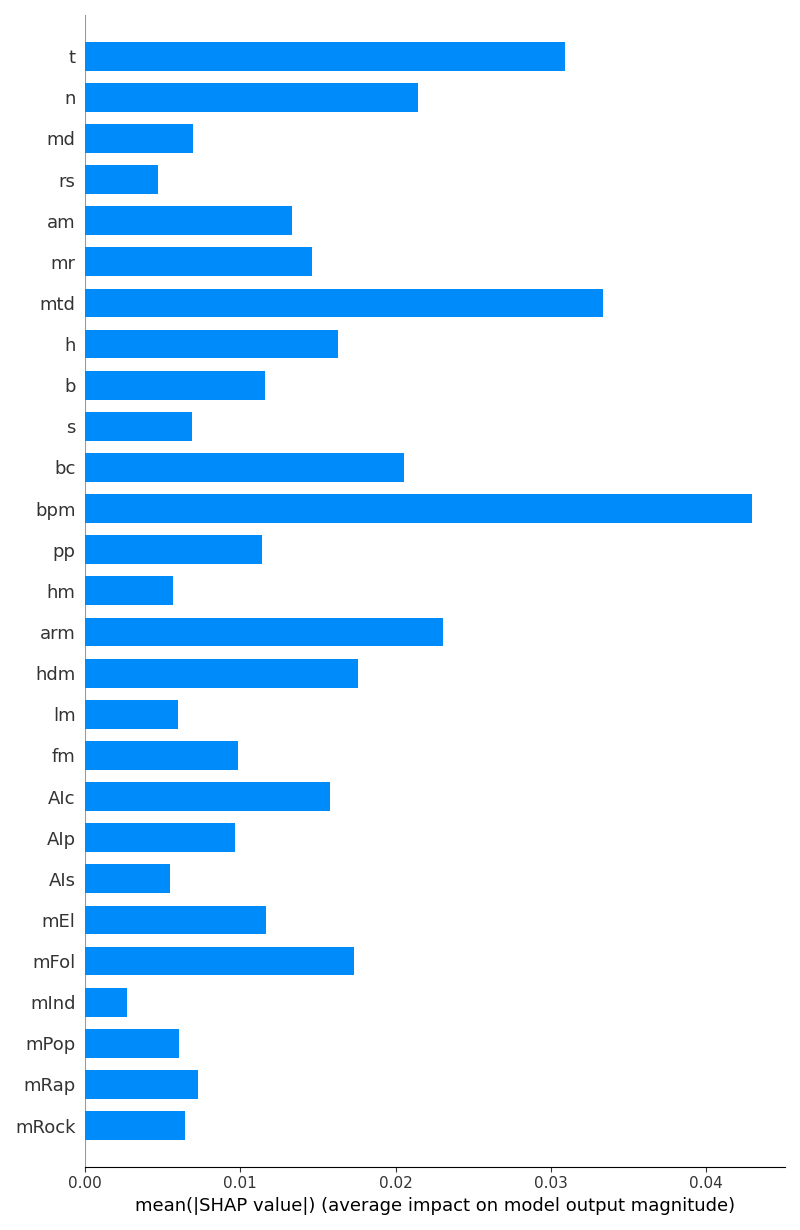 t
n
md
rs
am
mr
mtd
h
b
s
bc
bpm
pp
hm
arm
hdm
lm
fm
AIc
AIp
AIs
mEl
mFol
mInd
mPop
mRap
mRock
0.00 0.01 0.02 0.03 0.04
mean(|SHAP value|) (average impact on model output magnitude)